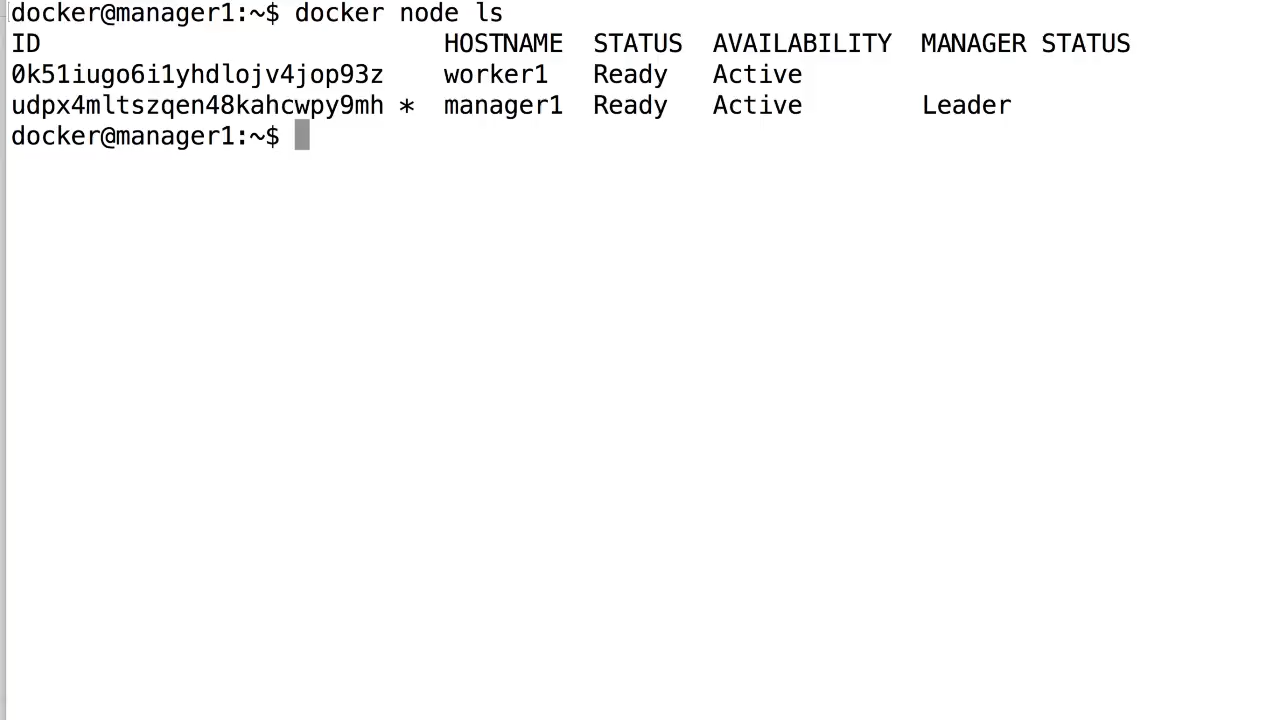 docker@manager1:~$ docker node ls
ID                           HOSTNAME  STATUS  AVAILABILITY  MANAGER STATUS
0k51iugo6i1yhdlojv4jop93z    worker1   Ready   Active
udpx4mltszqen48kahcwpy9mh *  manager1  Ready   Active        Leader
docker@manager1:~$